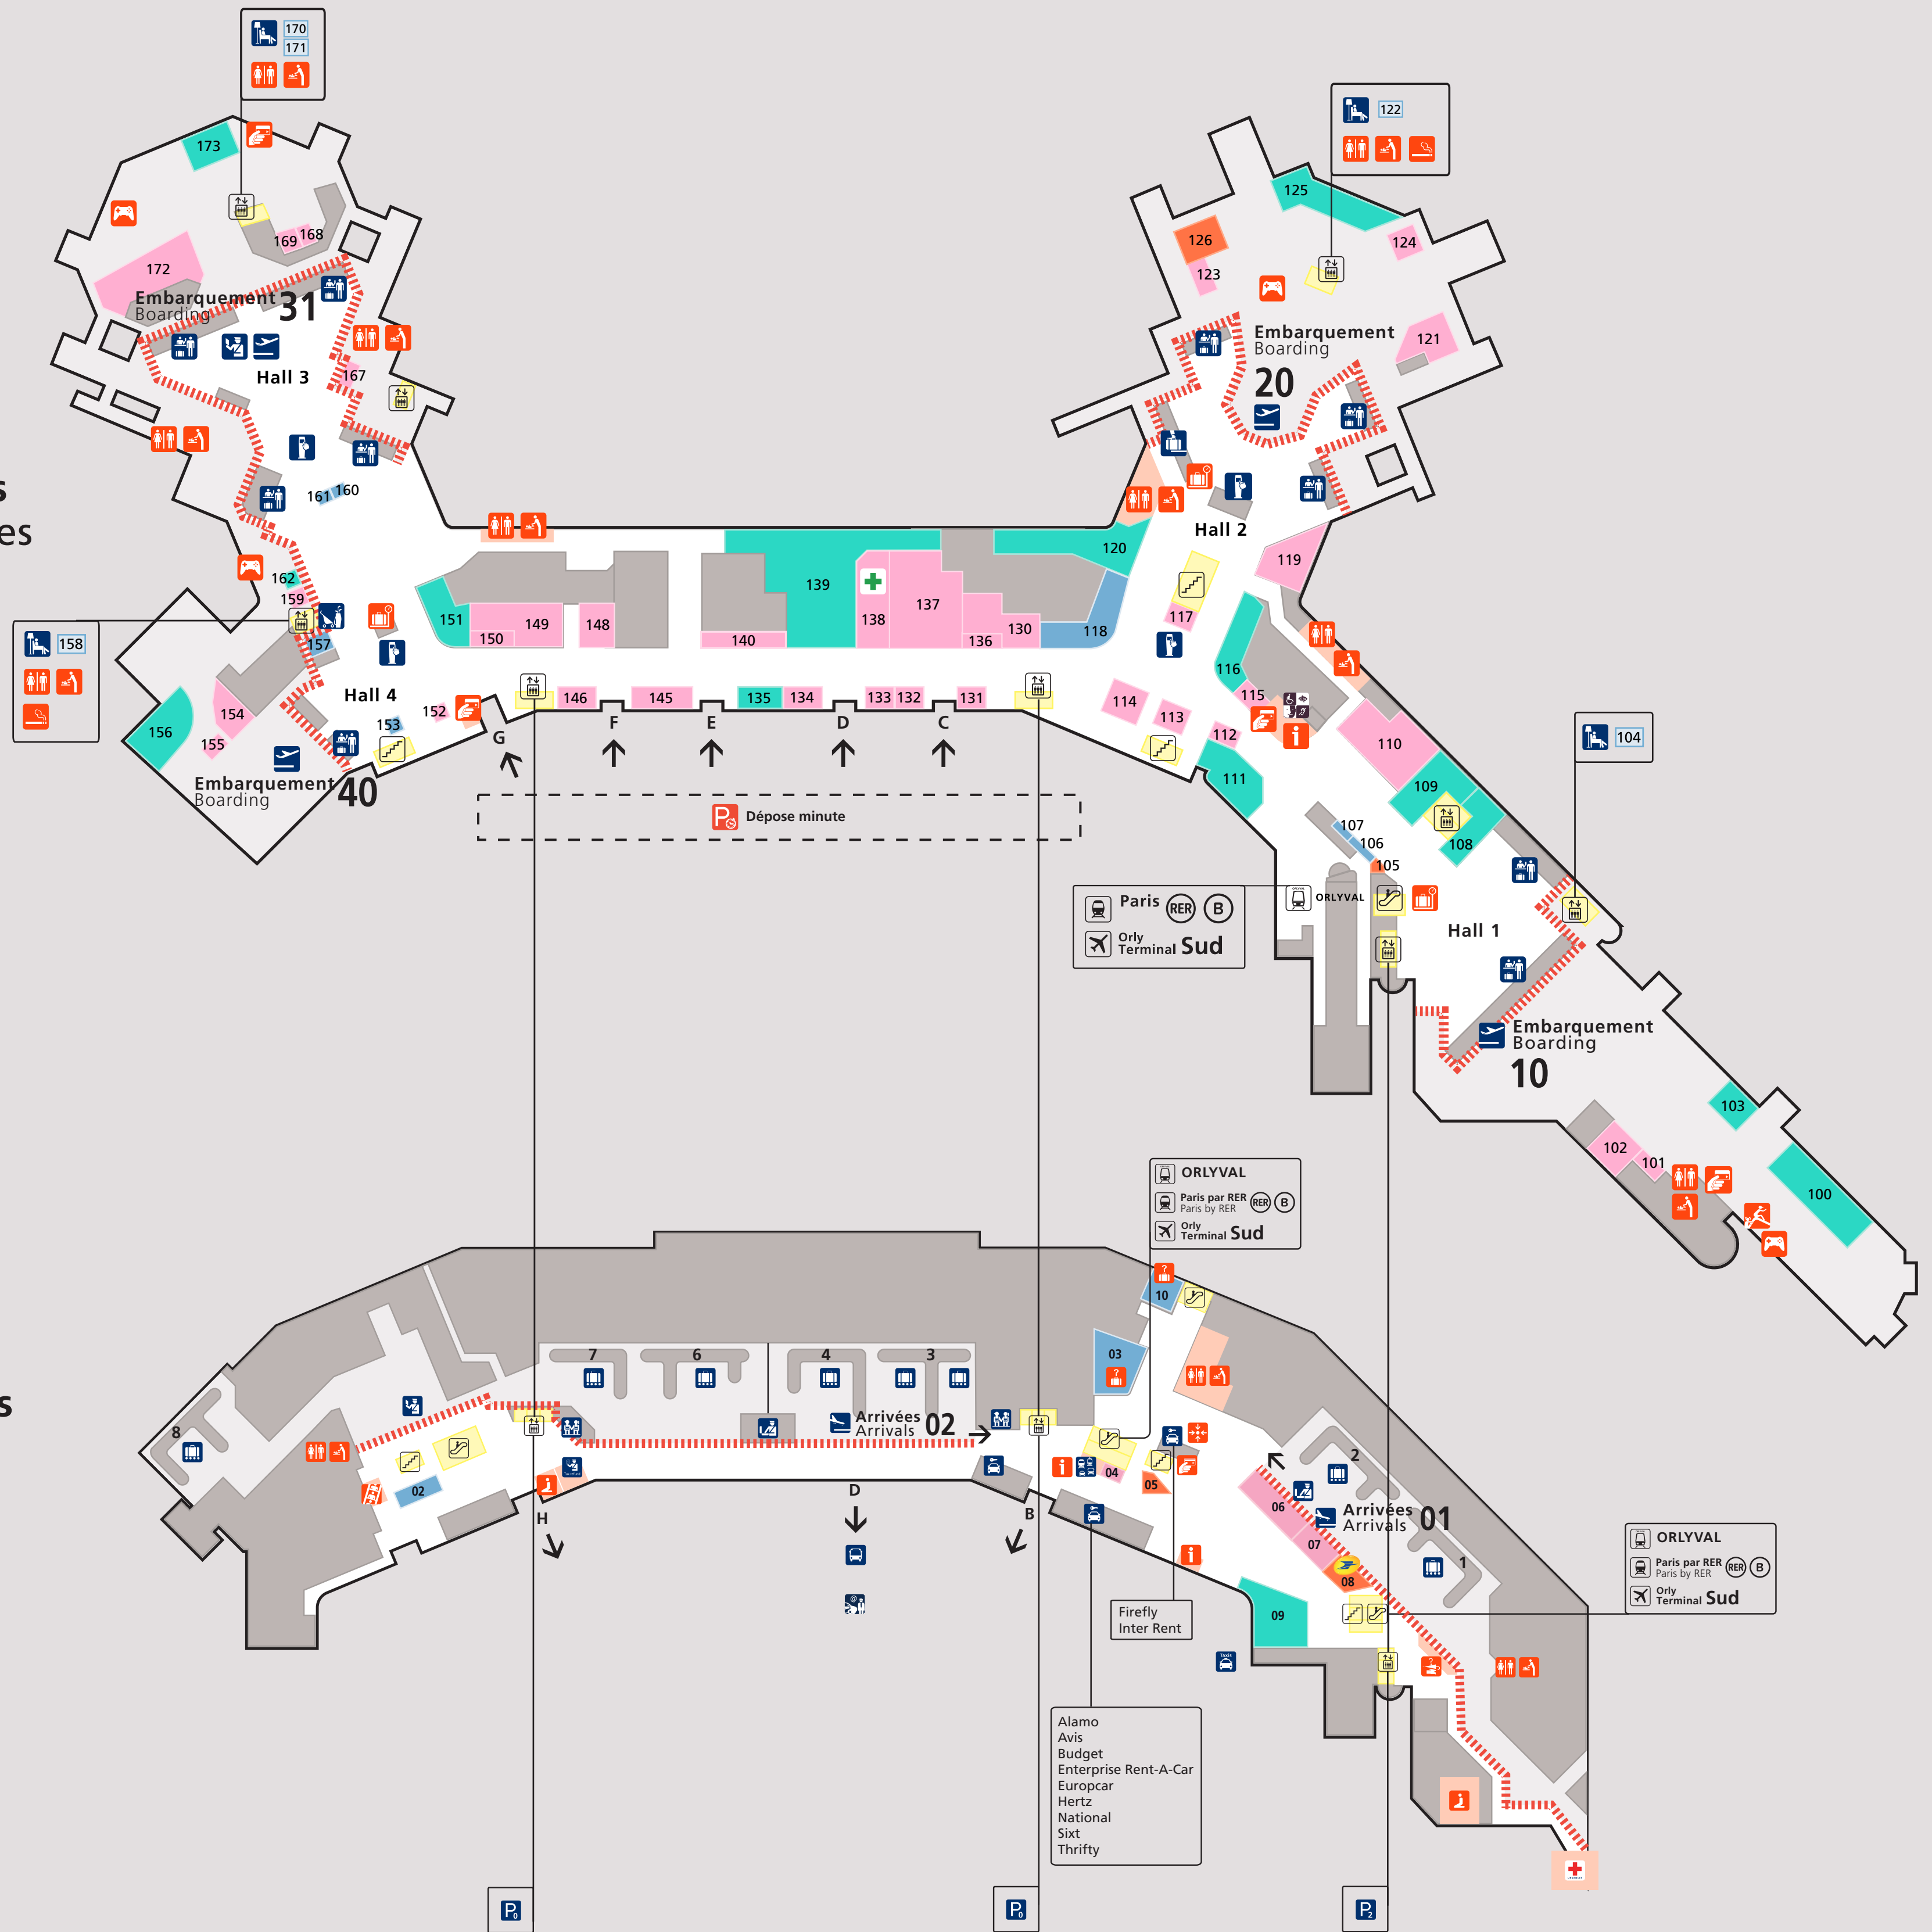 170
171
122
173
125
169 168
126
124
172
123
Embarquement
Boarding
31
Embarquement
Boarding
20
121
Hall 3
167
s
es
161 160
Hall 2
120
119
162
159
139
138
137
151
150
149
148
140
136
130
118
117
158
157
116
115
Hall 4
154
152
153
155
156
146
145
135
134
133
132
131
114
113
112
110
111
104
G
F
E
D
C
Embarquement
Boarding
40
109
108
P
Dépose minute
107
106
105
ORLYVAL
Paris RER B
Orly
Terminal Sud
Hall 1
Embarquement
Boarding
10
103
102
101
100
ORLYVAL
Paris par RER
Paris by RER
RER B
Orly
Terminal Sud
10
7
6
4
3
03
8
Arrivées
Arrivals
02
2
02
04
05
06
Arrivées
Arrivals
01
D
H
B
07
1
08
ORLYVAL
Paris par RER
Paris by RER
RER B
Orly
Terminal Sud
09
Firefly
Inter Rent
Taxis
Alamo
Avis
Budget
Enterprise Rent-A-Car
Europcar
Hertz
National
Sixt
Thrifty
P0
P0
P2